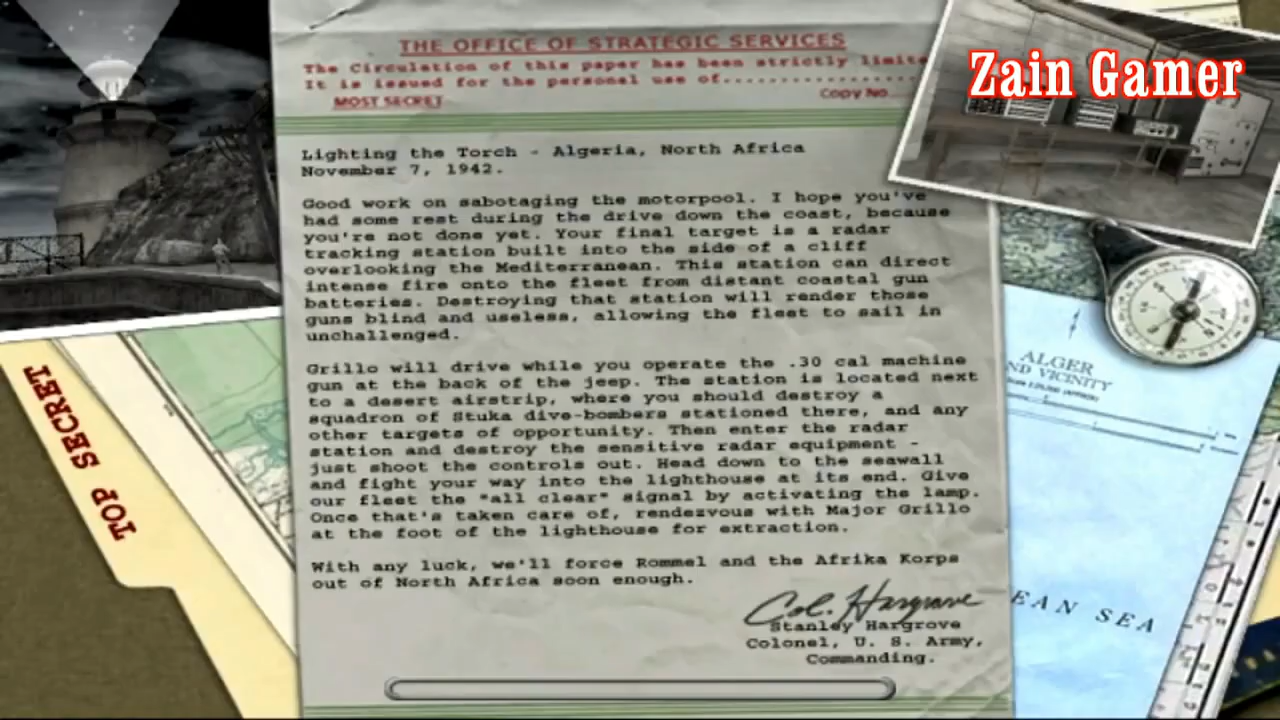 THE OFFICE OF STRATEGIC SERVICES
The Circulation of this paper has been strictly limite
It is issued for the personal use of....................
MOST SECRET
Copy No.
Zain Gamer
Lighting the Torch - Algeria, North Africa
November 7, 1942.
Good work on sabotaging the motorpool. I hope you've
had some rest during the drive down the coast, because
you're not done yet. Your final target is a radar
tracking station built into the side of a cliff
overlooking the Mediterranean. This station can direct
intense fire onto the fleet from distant coastal gun
batteries. Destroying that station will render those
guns blind and useless, allowing the fleet to sail in
unchallenged.
Grillo will drive while you operate the .30 cal machine
gun at the back of the jeep. The station is located next
to a desert airstrip, where you should destroy a
squadron of Stuka dive-bombers stationed there, and any
other targets of opportunity. Then enter the radar
station and destroy the sensitive radar equipment -
just shoot the controls out. Head down to the seawall
and fight your way into the lighthouse at its end. Give
our fleet the "all clear" signal by activating the lamp.
Once that's taken care of, rendezvous with Major Grillo
at the foot of the lighthouse for extraction.
With any luck, we'll force Rommel and the Afrika Korps
out of North Africa soon enough.
Col. Hargrove
Stanley Hargrove
Colonel, U. S. Army,
Commanding.
TOP SECRET
ALGER
ND VICINITY
EAN SEA